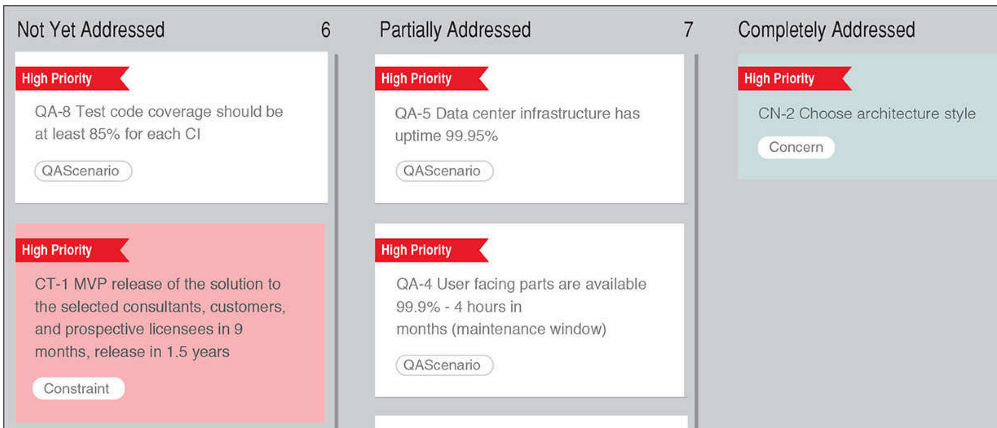 Not Yet Addressed 6
High Priority
QA-8 Test code coverage should be
at least 85% for each CI
QAScenario
High Priority
CT-1 MVP release of the solution to
the selected consultants, customers,
and prospective licensees in 9
months, release in 1.5 years
Constraint
Partially Addressed 7
High Priority
QA-5 Data center infrastructure has
uptime 99.95%
QAScenario
High Priority
QA-4 User facing parts are available
99.9% - 4 hours in
months (maintenance window)
QAScenario
Completely Addressed
High Priority
CN-2 Choose architecture style
Concern